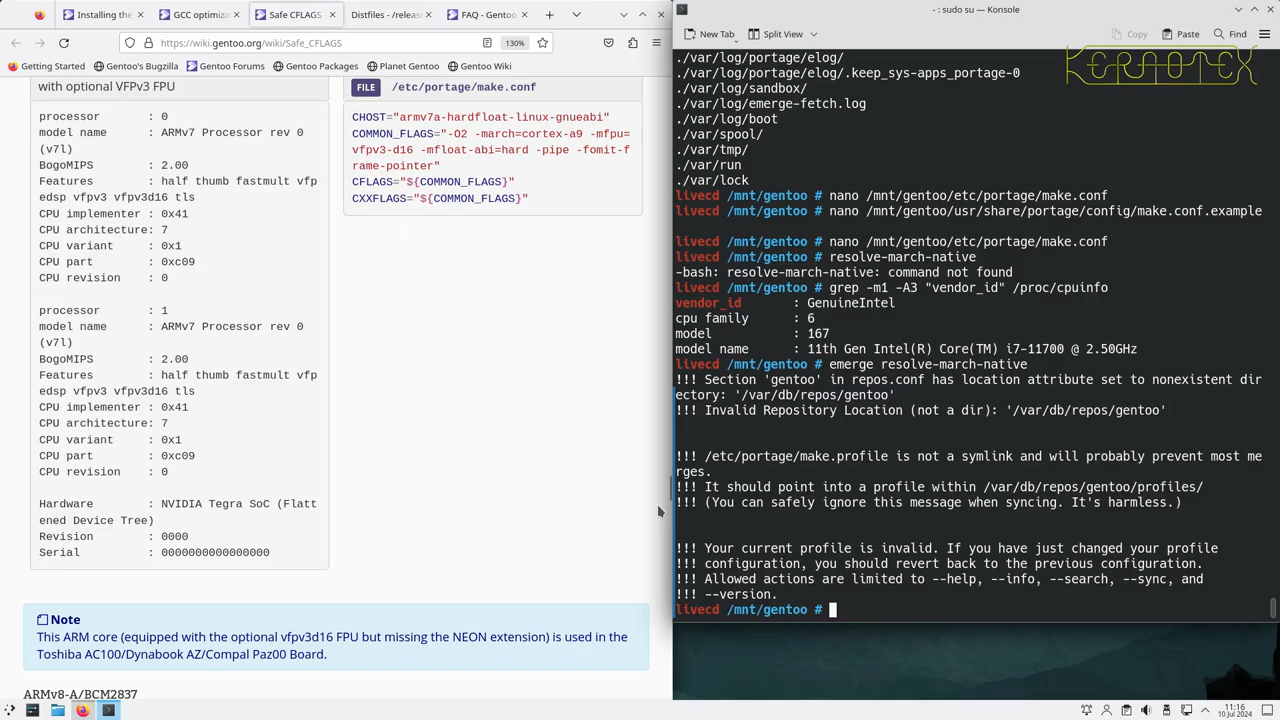 Installing the
GCC optimiza
Safe CFLAGS
Distfiles - /releas
FAQ - Gentoo
https://wiki.gentoo.org/wiki/Safe_CFLAGS
130%
Getting Started
Gentoo's Bugzilla
Gentoo Forums
Gentoo Packages
Planet Gentoo
Gentoo Wiki
with optional VFPv3 FPU
processor : 0
model name : ARMv7 Processor rev 0
(v7l)
BogoMIPS : 2.00
Features : half thumb fastmult vfp
edsp vfpv3 vfpv3d16 tls
CPU implementer : 0x41
CPU architecture: 7
CPU variant : 0x1
CPU part : 0xc09
CPU revision : 0
processor : 1
model name : ARMv7 Processor rev 0
(v7l)
BogoMIPS : 2.00
Features : half thumb fastmult vfp
edsp vfpv3 vfpv3d16 tls
CPU implementer : 0x41
CPU architecture: 7
CPU variant : 0x1
CPU part : 0xc09
CPU revision : 0
Hardware : NVIDIA Tegra SoC (Flatt
ened Device Tree)
Revision : 0000
Serial : 0000000000000000
FILE /etc/portage/make.conf
CHOST="armv7a-hardfloat-linux-gnueabi"
COMMON_FLAGS="-O2 -march=cortex-a9 -mfpu=
vfpv3-d16 -mfloat-abi=hard -pipe -fomit-f
rame-pointer"
CFLAGS="${COMMON_FLAGS}"
CXXFLAGS="${COMMON_FLAGS}"
Note
This ARM core (equipped with the optional vfpv3d16 FPU but missing the NEON extension) is used in the
Toshiba AC100/Dynabook AZ/Compal Paz00 Board.
ARMv8-A/BCM2837
- : sudo su — Konsole
New Tab
Split View
Copy
Paste
Find
KERNOTEX
./var/log/portage/elog/
./var/log/portage/elog/.keep_sys-apps_portage-0
./var/log/sandbox/
./var/log/emerge-fetch.log
./var/log/boot
./var/spool/
./var/tmp/
./var/run
./var/lock
livecd /mnt/gentoo # nano /mnt/gentoo/etc/portage/make.conf
livecd /mnt/gentoo # nano /mnt/gentoo/usr/share/portage/config/make.conf.example
livecd /mnt/gentoo # nano /mnt/gentoo/etc/portage/make.conf
livecd /mnt/gentoo # resolve-march-native
-bash: resolve-march-native: command not found
livecd /mnt/gentoo # grep -m1 -A3 "vendor_id" /proc/cpuinfo
vendor_id : GenuineIntel
cpu family : 6
model : 167
model name : 11th Gen Intel(R) Core(TM) i7-11700 @ 2.50GHz
livecd /mnt/gentoo # emerge resolve-march-native
!!! Section 'gentoo' in repos.conf has location attribute set to nonexistent dir
ectory: '/var/db/repos/gentoo'
!!! Invalid Repository Location (not a dir): '/var/db/repos/gentoo'
!!! /etc/portage/make.profile is not a symlink and will probably prevent most me
rges.
!!! It should point into a profile within /var/db/repos/gentoo/profiles/
!!! (You can safely ignore this message when syncing. It's harmless.)
!!! Your current profile is invalid. If you have just changed your profile
!!! configuration, you should revert back to the previous configuration.
!!! Allowed actions are limited to --help, --info, --search, --sync, and
!!! --version.
livecd /mnt/gentoo #
11:16
10 Jul 2024